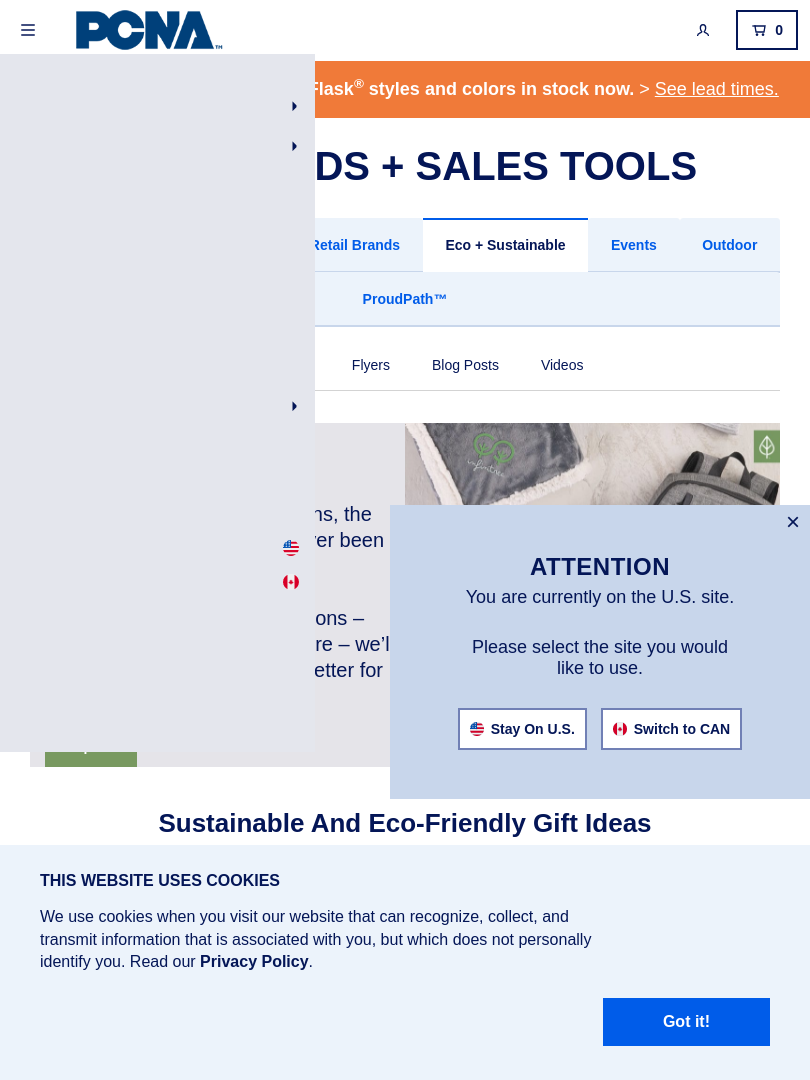 PCNA™
0
Flask® styles and colors in stock now. > See lead times.
DS + SALES TOOLS
Retail Brands
Eco + Sustainable
Events
Outdoor
ProudPath™
Flyers
Blog Posts
Videos
ns, the
ver been
ons –
re – we'l
etter for
ATTENTION
You are currently on the U.S. site.
Please select the site you would
like to use.
Stay On U.S.
Switch to CAN
Sustainable And Eco-Friendly Gift Ideas
THIS WEBSITE USES COOKIES
We use cookies when you visit our website that can recognize, collect, and
transmit information that is associated with you, but which does not personally
identify you. Read our Privacy Policy.
Got it!